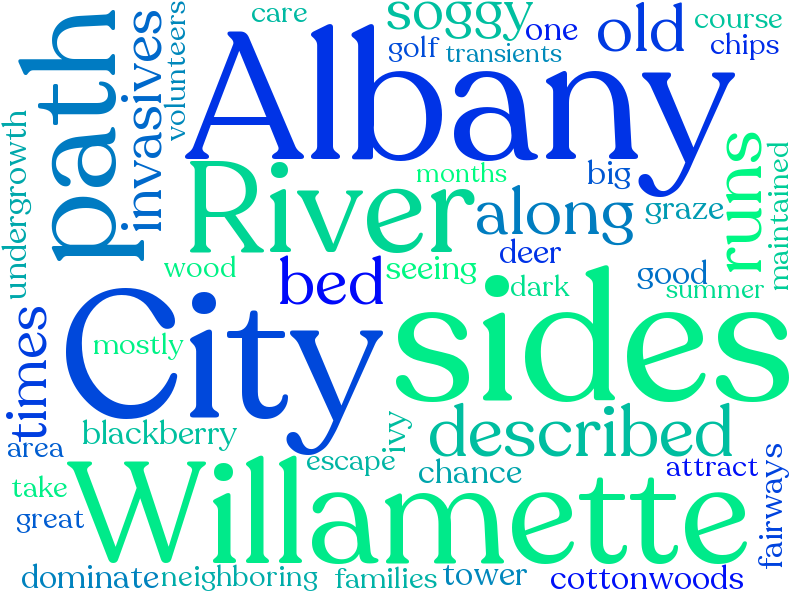 care
soggy
one
old
course
chips
golf
transients
volunteers
invasives
path
Albany
undergrowth
River
months
big
runs
maintained
along
graze
deer
wood
bed
seeing
dark
good
summer
City
sides
mostly
times
blackberry
ivy
described
area
escape
chance
attract
fairways
take
great
Willamette
dominate
neighboring
families
tower
cottonwoods